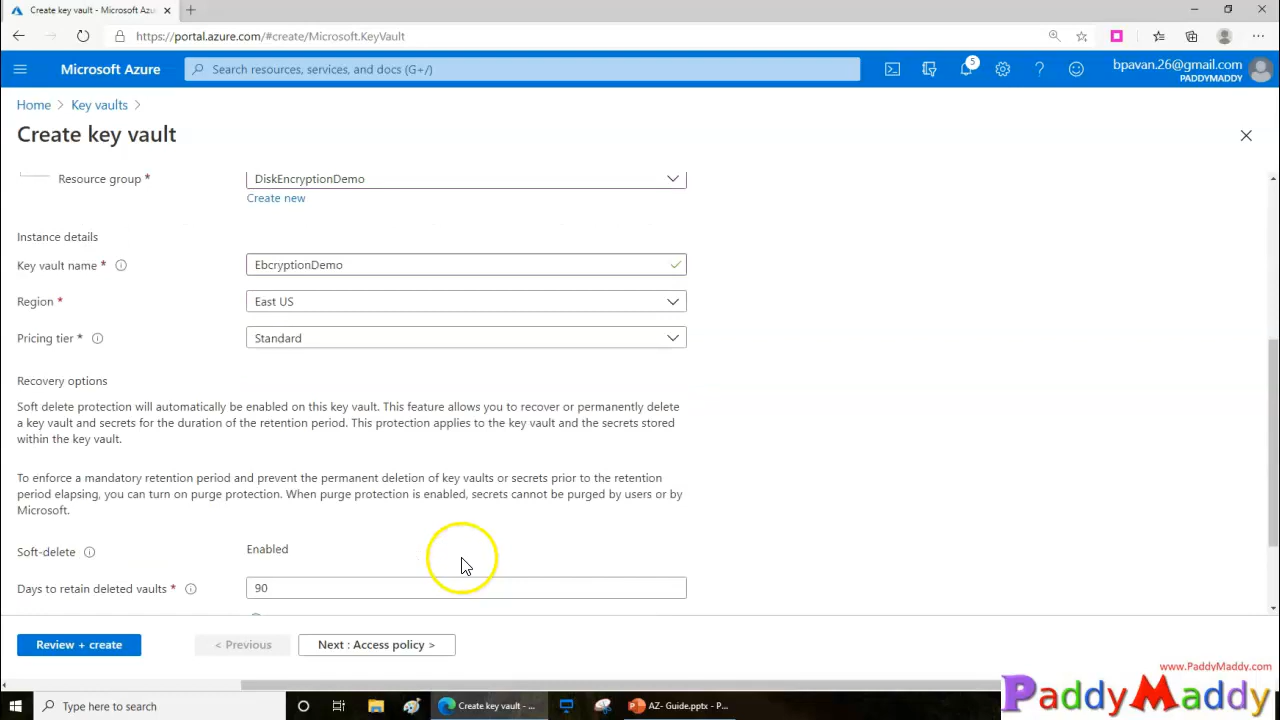 Create key vault - Microsoft Azu
https://portal.azure.com/#create/Microsoft.KeyVault
Microsoft Azure
Search resources, services, and docs (G+/)
5
bpavan.26@gmail.com
PADDYMADDY
Home > Key vaults >
Create key vault
Resource group *
DiskEncryptionDemo
Create new
Instance details
Key vault name *
EbcryptionDemo
Region *
East US
Pricing tier *
Standard
Recovery options
Soft delete protection will automatically be enabled on this key vault. This feature allows you to recover or permanently delete
a key vault and secrets for the duration of the retention period. This protection applies to the key vault and the secrets stored
within the key vault.
To enforce a mandatory retention period and prevent the permanent deletion of key vaults or secrets prior to the retention
period elapsing, you can turn on purge protection. When purge protection is enabled, secrets cannot be purged by users or by
Microsoft.
Soft-delete
Enabled
Days to retain deleted vaults *
90
Review + create
< Previous
Next : Access policy >
www.PaddyMaddy.com
PaddyMaddy
Type here to search
Create key vault - ...
AZ- Guide.pptx - P...